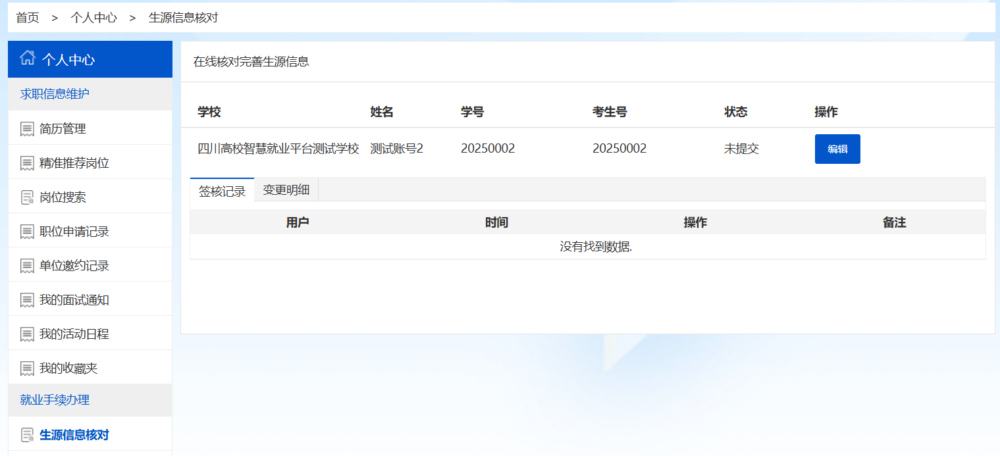 首页 > 个人中心 > 生源信息核对
个人中心
求职信息维护
简历管理
精准推荐岗位
岗位搜索
职位申请记录
单位邀约记录
我的面试通知
我的活动日程
我的收藏夹
就业手续办理
生源信息核对
在线核对完善生源信息
学校 姓名 学号 考生号 状态 操作
四川高校智慧就业平台测试学校 测试账号2 20250002 20250002 未提交 编辑
签核记录 变更明细
用户 时间 操作 备注
没有找到数据.